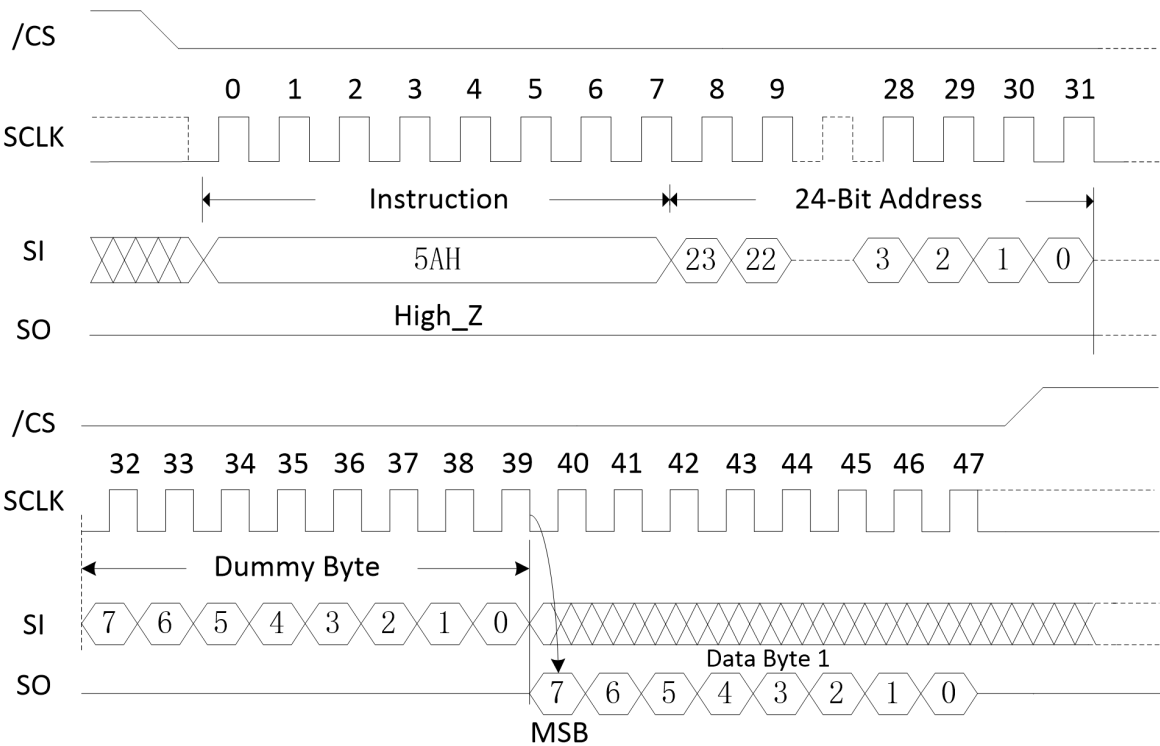 /CS
0 1 2 3 4 5 6 7 8 9 28 29 30 31
SCLK
Instruction 24-Bit Address
SI 5AH 23 22 3 2 1 0
High_Z
SO
/CS
32 33 34 35 36 37 38 39 40 41 42 43 44 45 46 47
SCLK
Dummy Byte
SI 7 6 5 4 3 2 1 0
Data Byte 1
SO 7 6 5 4 3 2 1 0
MSB